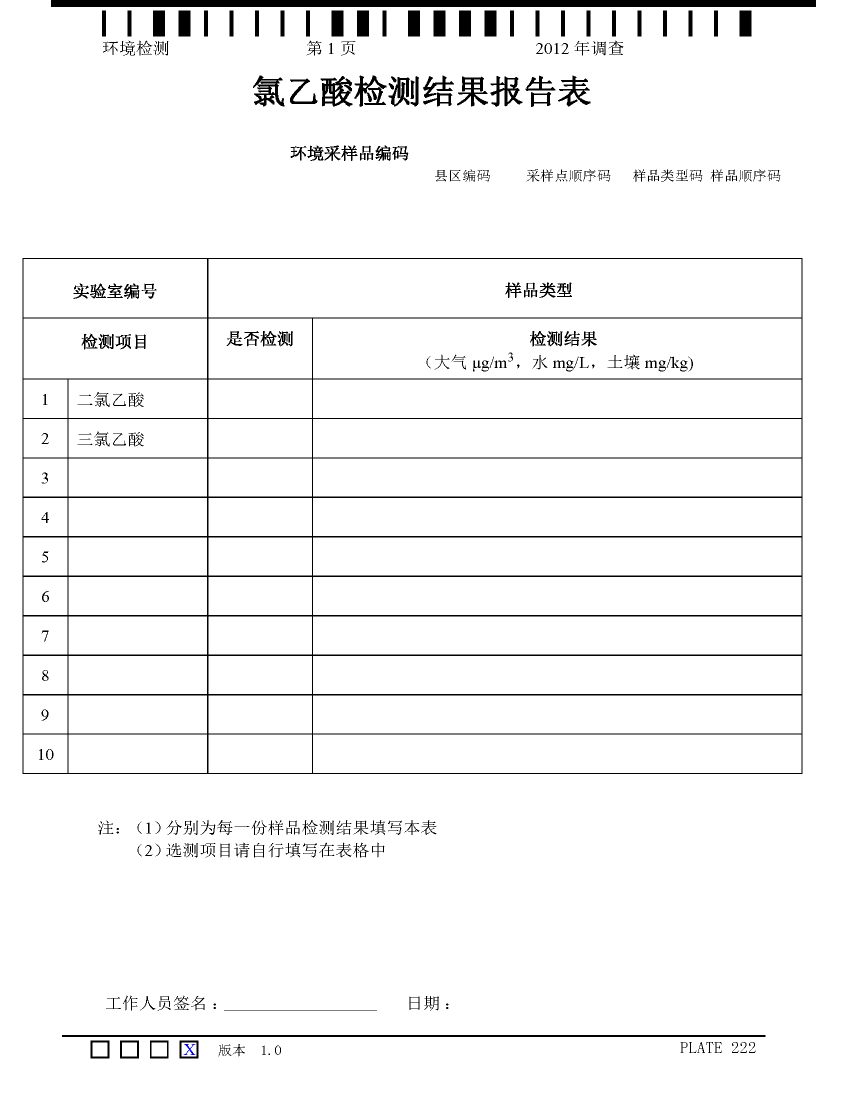 环境检测 第 1 页 2012 年调查
氯乙酸检测结果报告表
环境采样品编码
县区编码 采样点顺序码 样品类型码 样品顺序码
实验室编号 样品类型
检测项目 是否检测 检测结果
（大气 μg/m3，水 mg/L，土壤 mg/kg)
1 二氯乙酸
2 三氯乙酸
3
4
5
6
7
8
9
10
注：（1）分别为每一份样品检测结果填写本表
（2）选测项目请自行填写在表格中
工作人员签名：__________________ 日期：
X 版本 1.0 PLATE 222